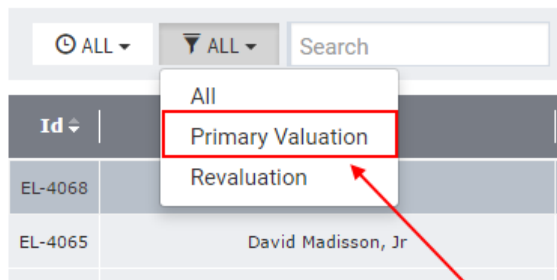 ALL ALL Search
All
Id
Primary Valuation
Revaluation
EL-4068
EL-4065 David Madisson, Jr